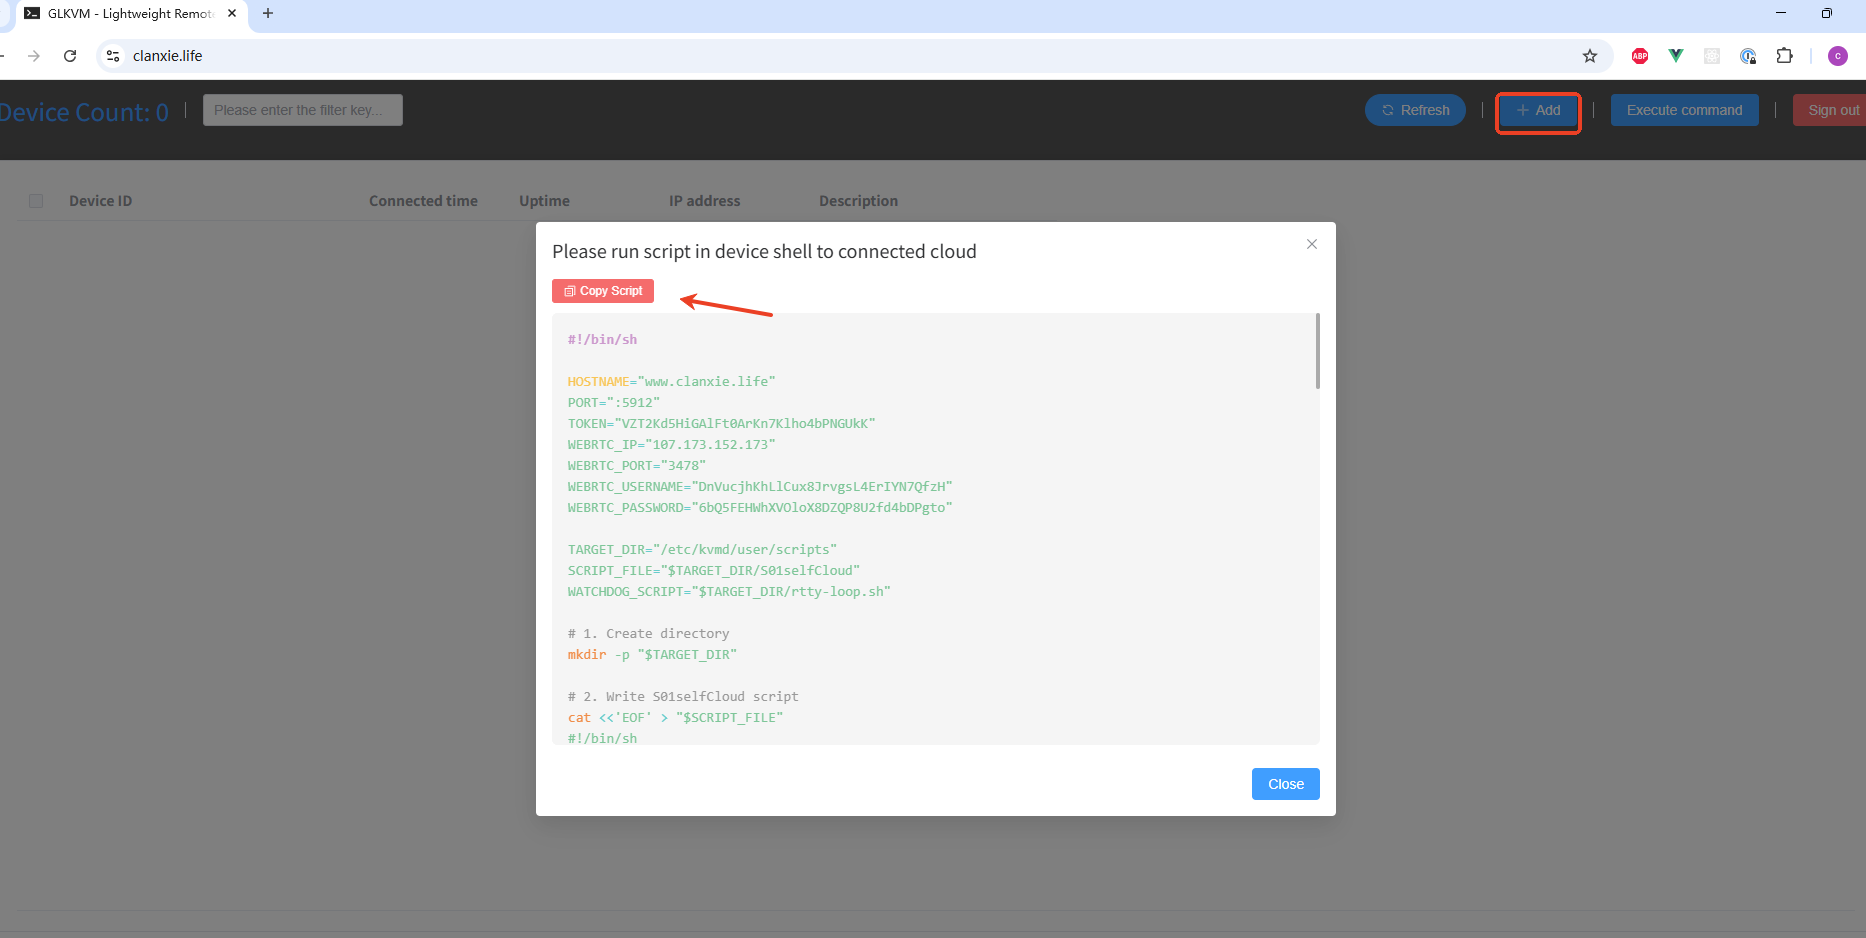 GLKVM - Lightweight Remot
clanxie.life
ABP
C
Device Count: 0
Please enter the filter key...
Refresh
Add
Execute command
Sign out
Device ID
Connected time
Uptime
IP address
Description
Please run script in device shell to connected cloud
Copy Script
#!/bin/sh
HOSTNAME="www.clanxie.life"
PORT=":5912"
TOKEN="VZT2Kd5HiGAlFt0ArKn7Klho4bPNGUkK"
WEBRTC_IP="107.173.152.173"
WEBRTC_PORT="3478"
WEBRTC_USERNAME="DnVucjhKhLlCux8JrvgsL4ErIYN7QfzH"
WEBRTC_PASSWORD="6bQ5FEHWhXVOloX8DZQP8U2fd4bDPgto"
TARGET_DIR="/etc/kvmd/user/scripts"
SCRIPT_FILE="$TARGET_DIR/S01selfCloud"
WATCHDOG_SCRIPT="$TARGET_DIR/rtty-loop.sh"
# 1. Create directory
mkdir -p "$TARGET_DIR"
# 2. Write S01selfCloud script
cat <<'EOF' > "$SCRIPT_FILE"
#!/bin/sh
Close